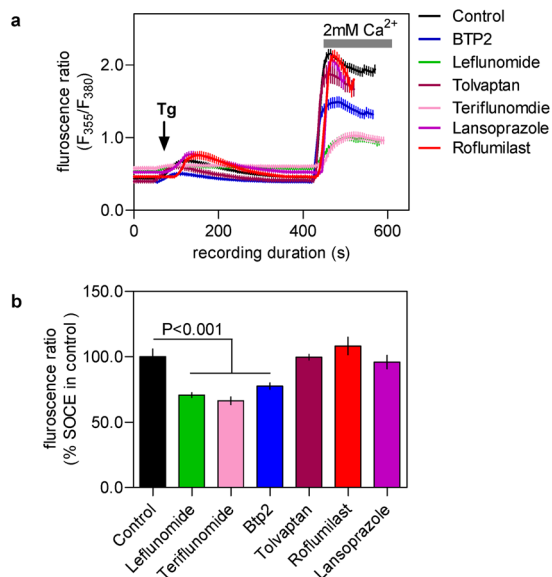 a
2mM Ca²⁺
Control
BTP2
Leflunomide
Tolvaptan
Teriflunomdie
Lansoprazole
Roflumilast
fluroscence ratio
(F₃₅₅/F₃₈₀)
2.0
1.0
0.0
Tg
0 200 400 600
recording duration (s)
b
fluroscence ratio
(% SOCE in control )
150.0
100.0
50.0
0.0
P<0.001
Control
Leflunomide
Teriflunomide
Btp2
Tolvaptan
Roflumilast
Lansoprazole